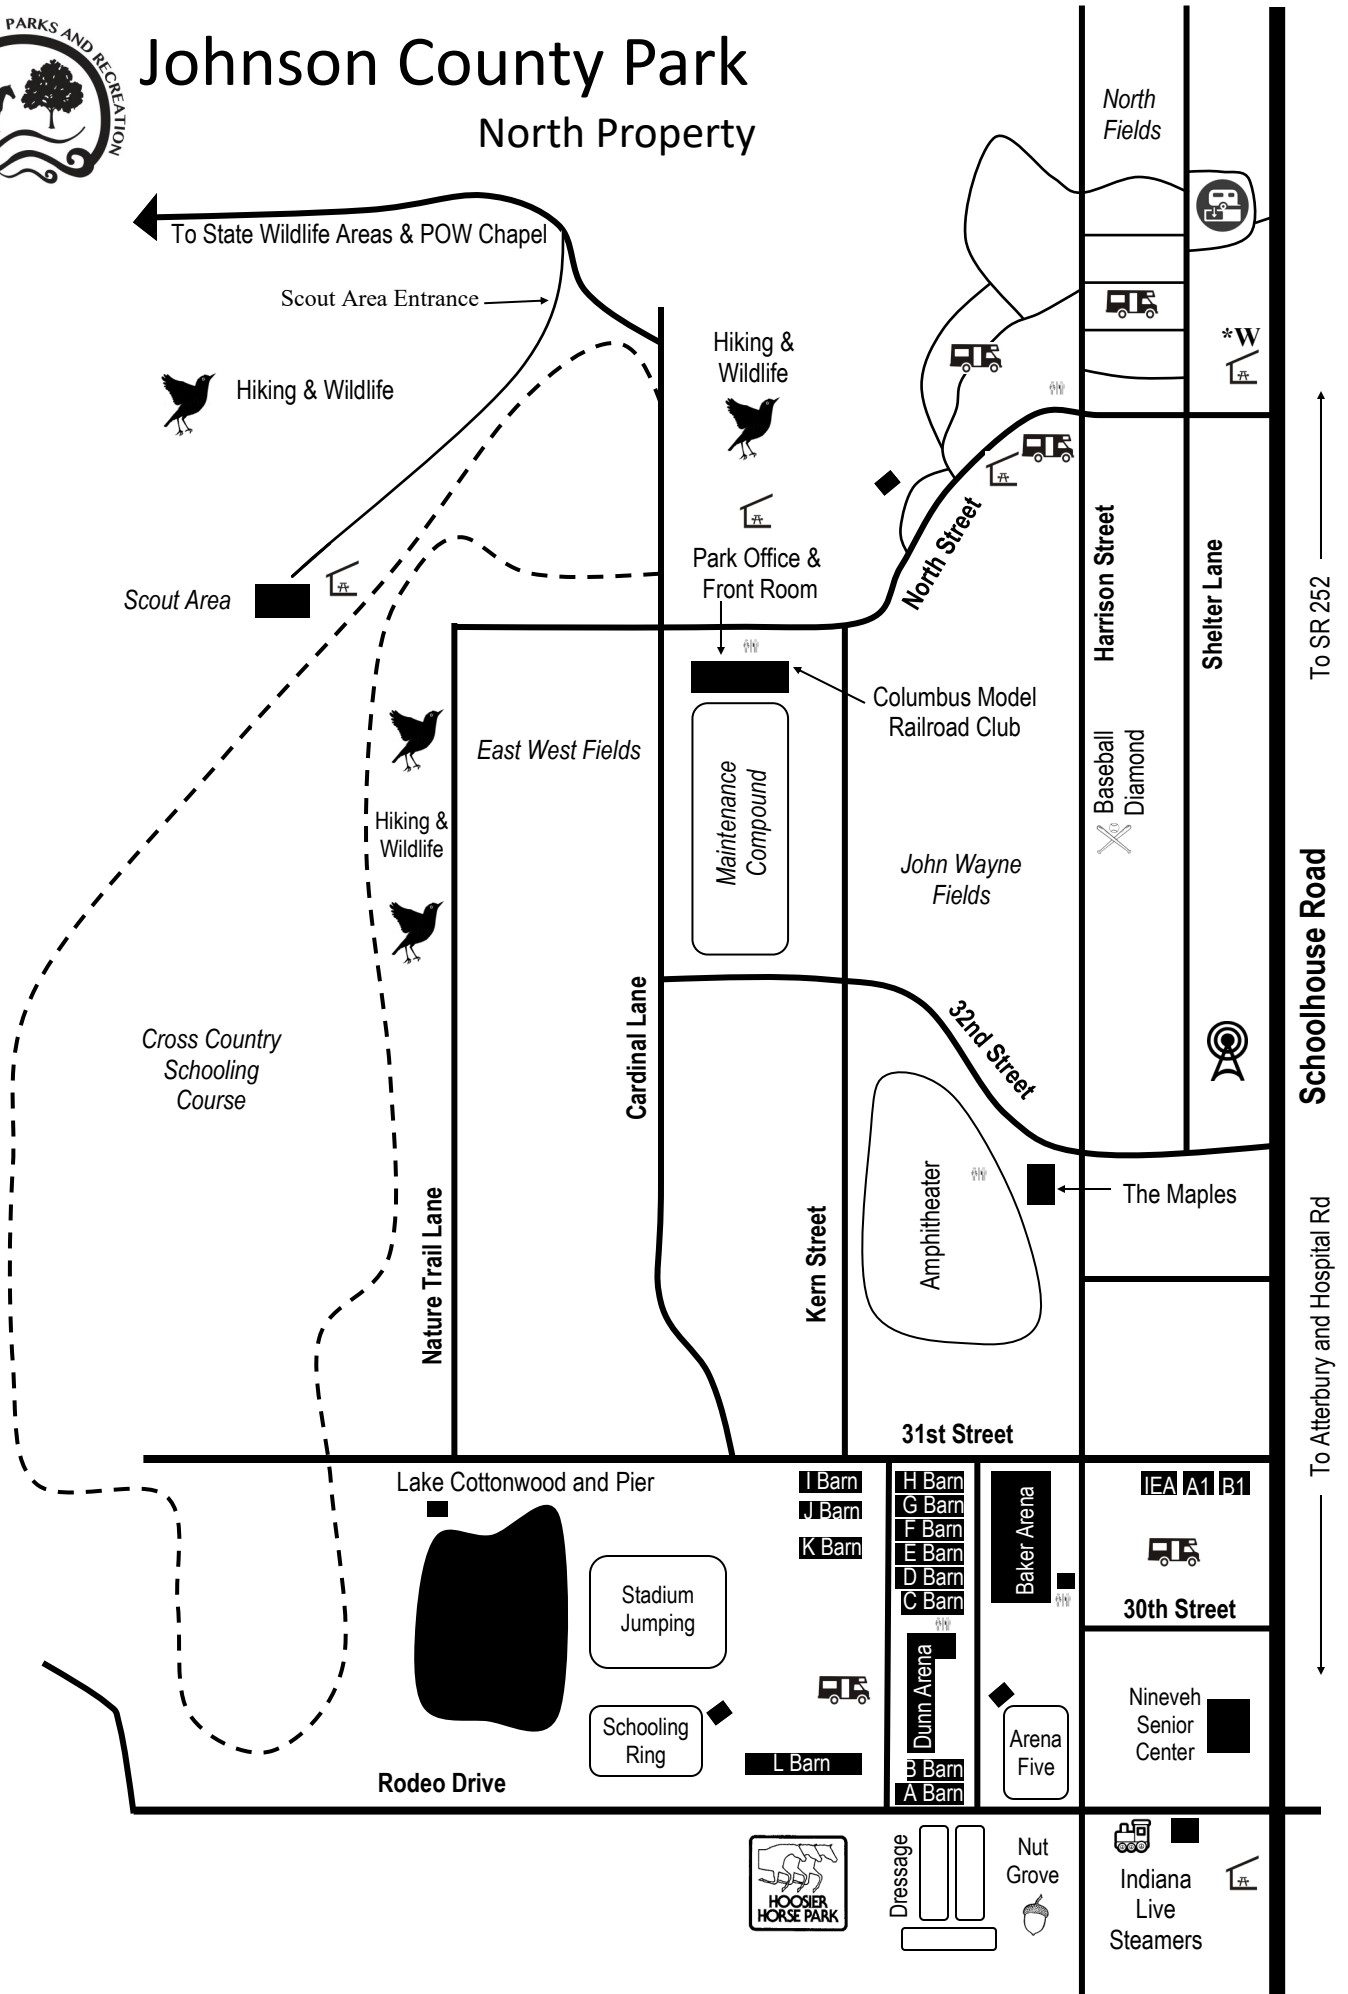 PARKS AND RECREATION
Johnson County Park
North Property
North
Fields
To State Wildlife Areas & POW Chapel
Scout Area Entrance
Hiking & Wildlife
Hiking &
Wildlife
*W
Scout Area
Park Office &
Front Room
North Street
Harrison Street
Shelter Lane
To SR 252
Columbus Model
Railroad Club
East West Fields
Maintenance
Compound
Baseball
Diamond
Hiking &
Wildlife
John Wayne
Fields
Schoolhouse Road
Cross Country
Schooling
Course
Cardinal Lane
32nd Street
Nature Trail Lane
Kern Street
Amphitheater
The Maples
To Atterbury and Hospital Rd
31st Street
Lake Cottonwood and Pier
I Barn
J Barn
K Barn
H Barn
G Barn
F Barn
E Barn
D Barn
C Barn
Baker Arena
IEA
A1
B1
30th Street
Stadium
Jumping
Schooling
Ring
Dunn Arena
L Barn
B Barn
A Barn
Arena
Five
Nineveh
Senior
Center
Rodeo Drive
HOOSIER
HORSE PARK
Dressage
Nut
Grove
Indiana
Live
Steamers